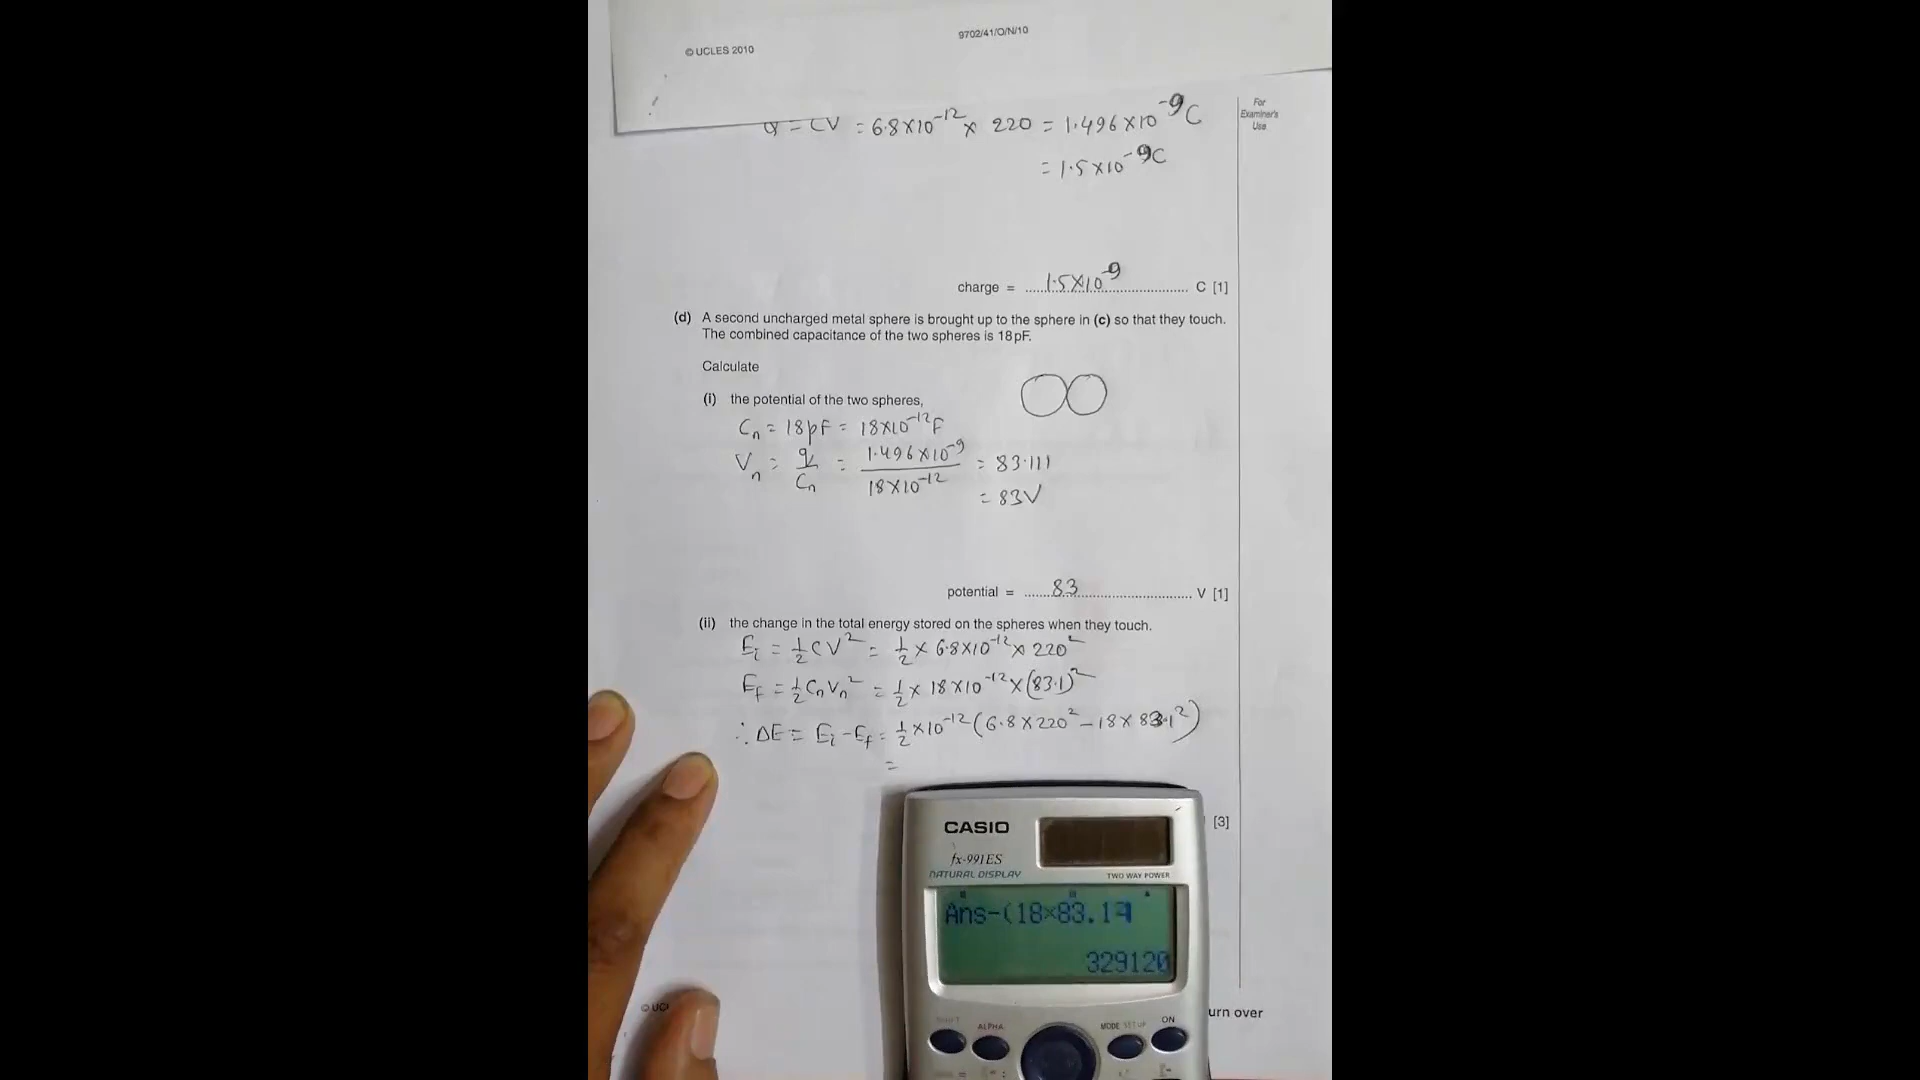 © UCLES 2010
9702/41/O/N/10
For
Examiner's
Use
Q = CV = 6.8×10⁻¹² × 220 = 1.496×10⁻⁹C
= 1.5×10⁻⁹C
charge = ..... 1.5×10⁻⁹ ..... C [1]
(d) A second uncharged metal sphere is brought up to the sphere in (c) so that they touch.
The combined capacitance of the two spheres is 18pF.
Calculate
(i) the potential of the two spheres,
Cₙ = 18pF = 18×10⁻¹²F
Vₙ = q/Cₙ = 1.496×10⁻⁹/18×10⁻¹² = 83.111
= 83V
potential = ..... 83 ..... V [1]
(ii) the change in the total energy stored on the spheres when they touch.
Eᵢ = ½CV² = ½ × 6.8×10⁻¹² × 220²
E_f = ½CₙVₙ² = ½ × 18×10⁻¹² × (83.1)²
∴ ΔE = Eᵢ - E_f = ½ × 10⁻¹² (6.8×220² - 18×83.1²)
=
[3]
CASIO
fx-991ES
NATURAL DISPLAY
TWO WAY POWER
Ans-(18×83.1
329120
© UC
urn over
SHIFT
ALPHA
MODE SETUP
ON